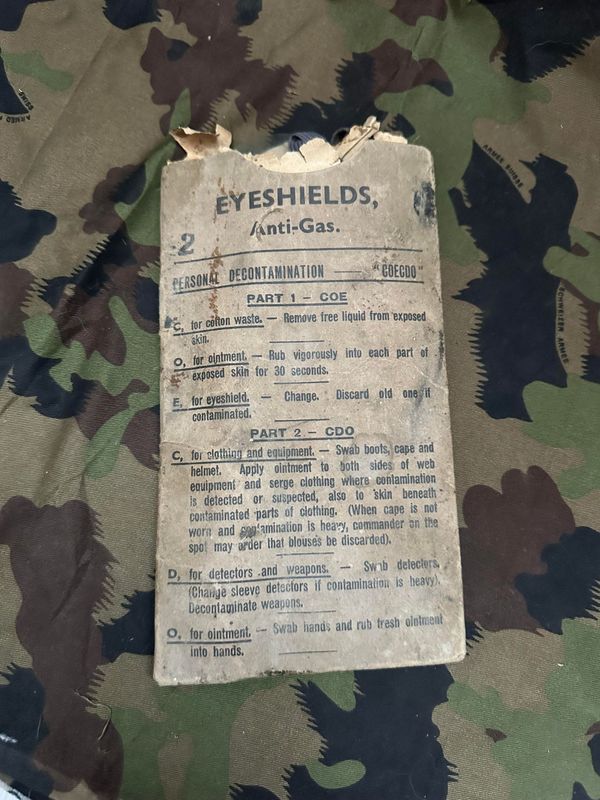 EYESHIELDS,
Anti-Gas.
2
PERSONAL DECONTAMINATION — "COECDO"
PART 1 – COE
C, for cotton waste. — Remove free liquid from exposed
skin.
O, for ointment. — Rub vigorously into each part of
exposed skin for 30 seconds.
E, for eyeshield. — Change. Discard old one if
contaminated.
PART 2 – CDO
C, for clothing and equipment. — Swab boots, cape and
helmet. Apply ointment to both sides of web
equipment and serge clothing where contamination
is detected or suspected, also to skin beneath
contaminated parts of clothing. (When cape is not
worn and contamination is heavy, commander on the
spot may order that blouses be discarded).
D, for detectors and weapons. — Swab detectors.
(Change sleeve detectors if contamination is heavy).
Decontaminate weapons.
O, for ointment. — Swab hands and rub fresh ointment
into hands.
ARMEE SUISSE
SCHWEIZER ARMEE